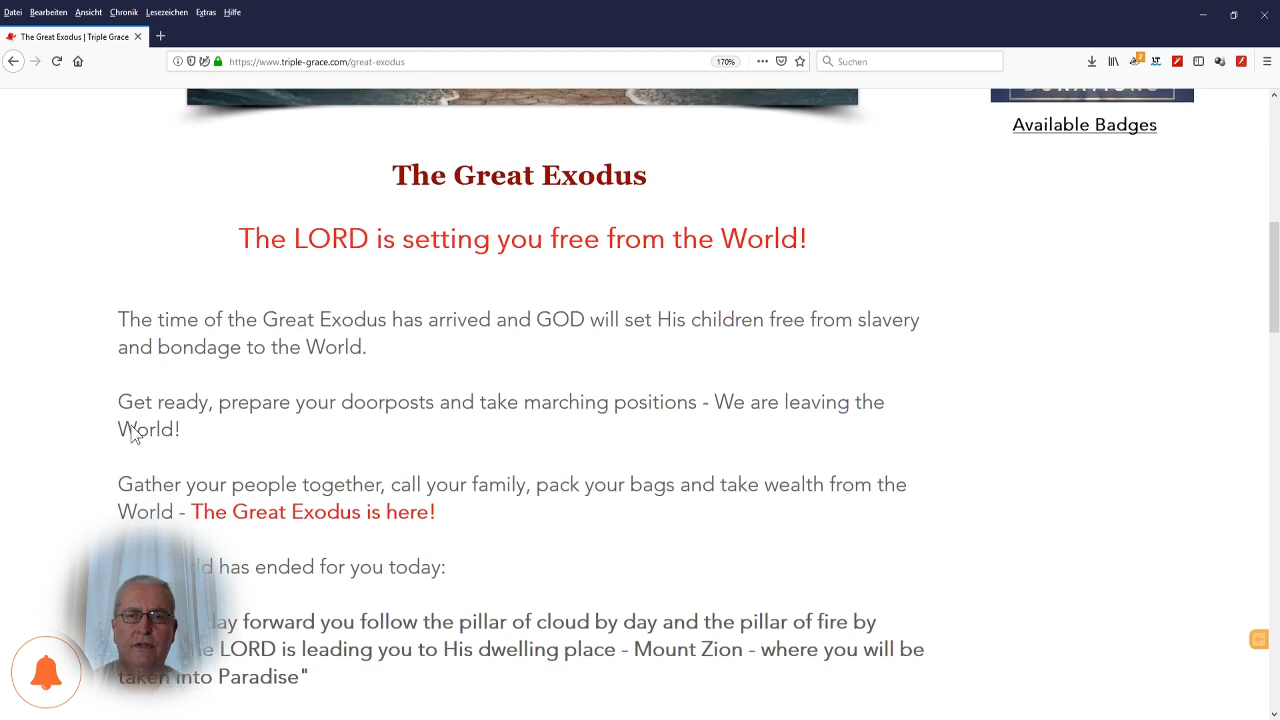 Datei Bearbeiten Ansicht Chronik Lesezeichen Extras Hilfe
The Great Exodus | Triple Grace
https://www.triple-grace.com/great-exodus
170%
Suchen
2
Available Badges
The Great Exodus
The LORD is setting you free from the World!
The time of the Great Exodus has arrived and GOD will set His children free from slavery
and bondage to the World.
Get ready, prepare your doorposts and take marching positions - We are leaving the
World!
Gather your people together, call your family, pack your bags and take wealth from the
World - The Great Exodus is here!
has ended for you today:
day forward you follow the pillar of cloud by day and the pillar of fire by
LORD is leading you to His dwelling place - Mount Zion - where you will be
taken into Paradise"